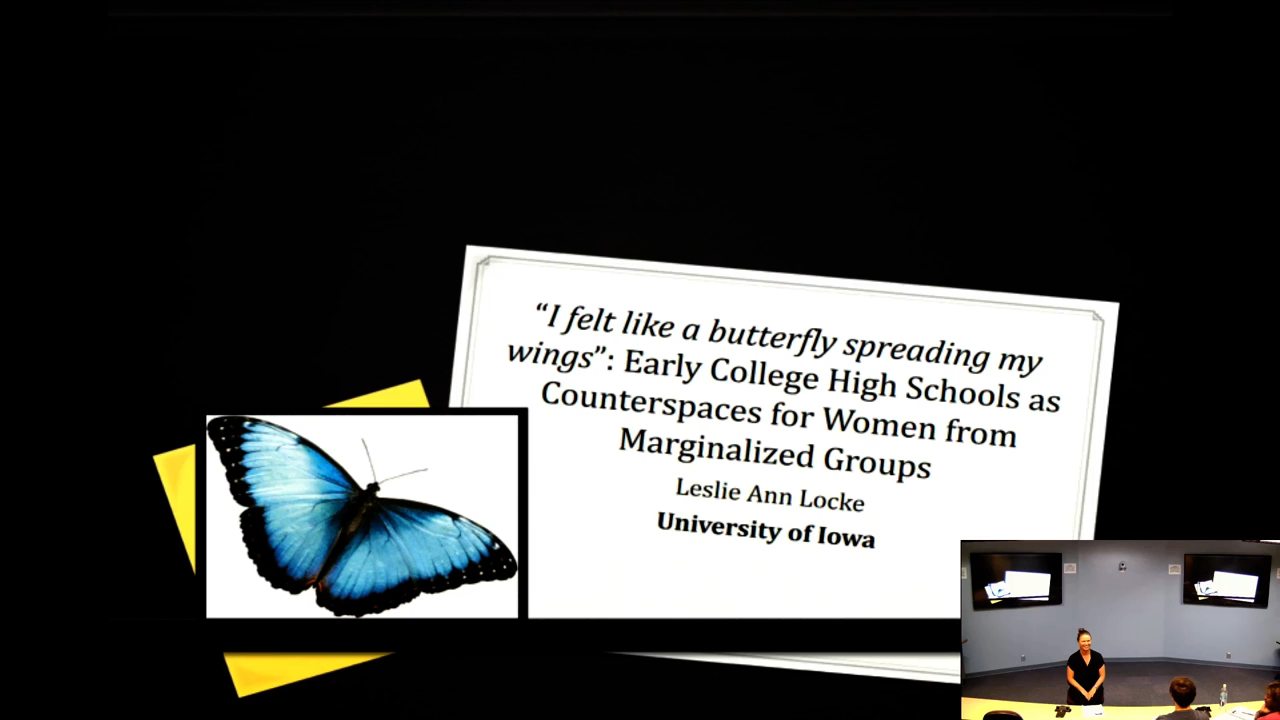 “I felt like a butterfly spreading my
wings”: Early College High Schools as
Counterspaces for Women from
Marginalized Groups
Leslie Ann Locke
University of Iowa